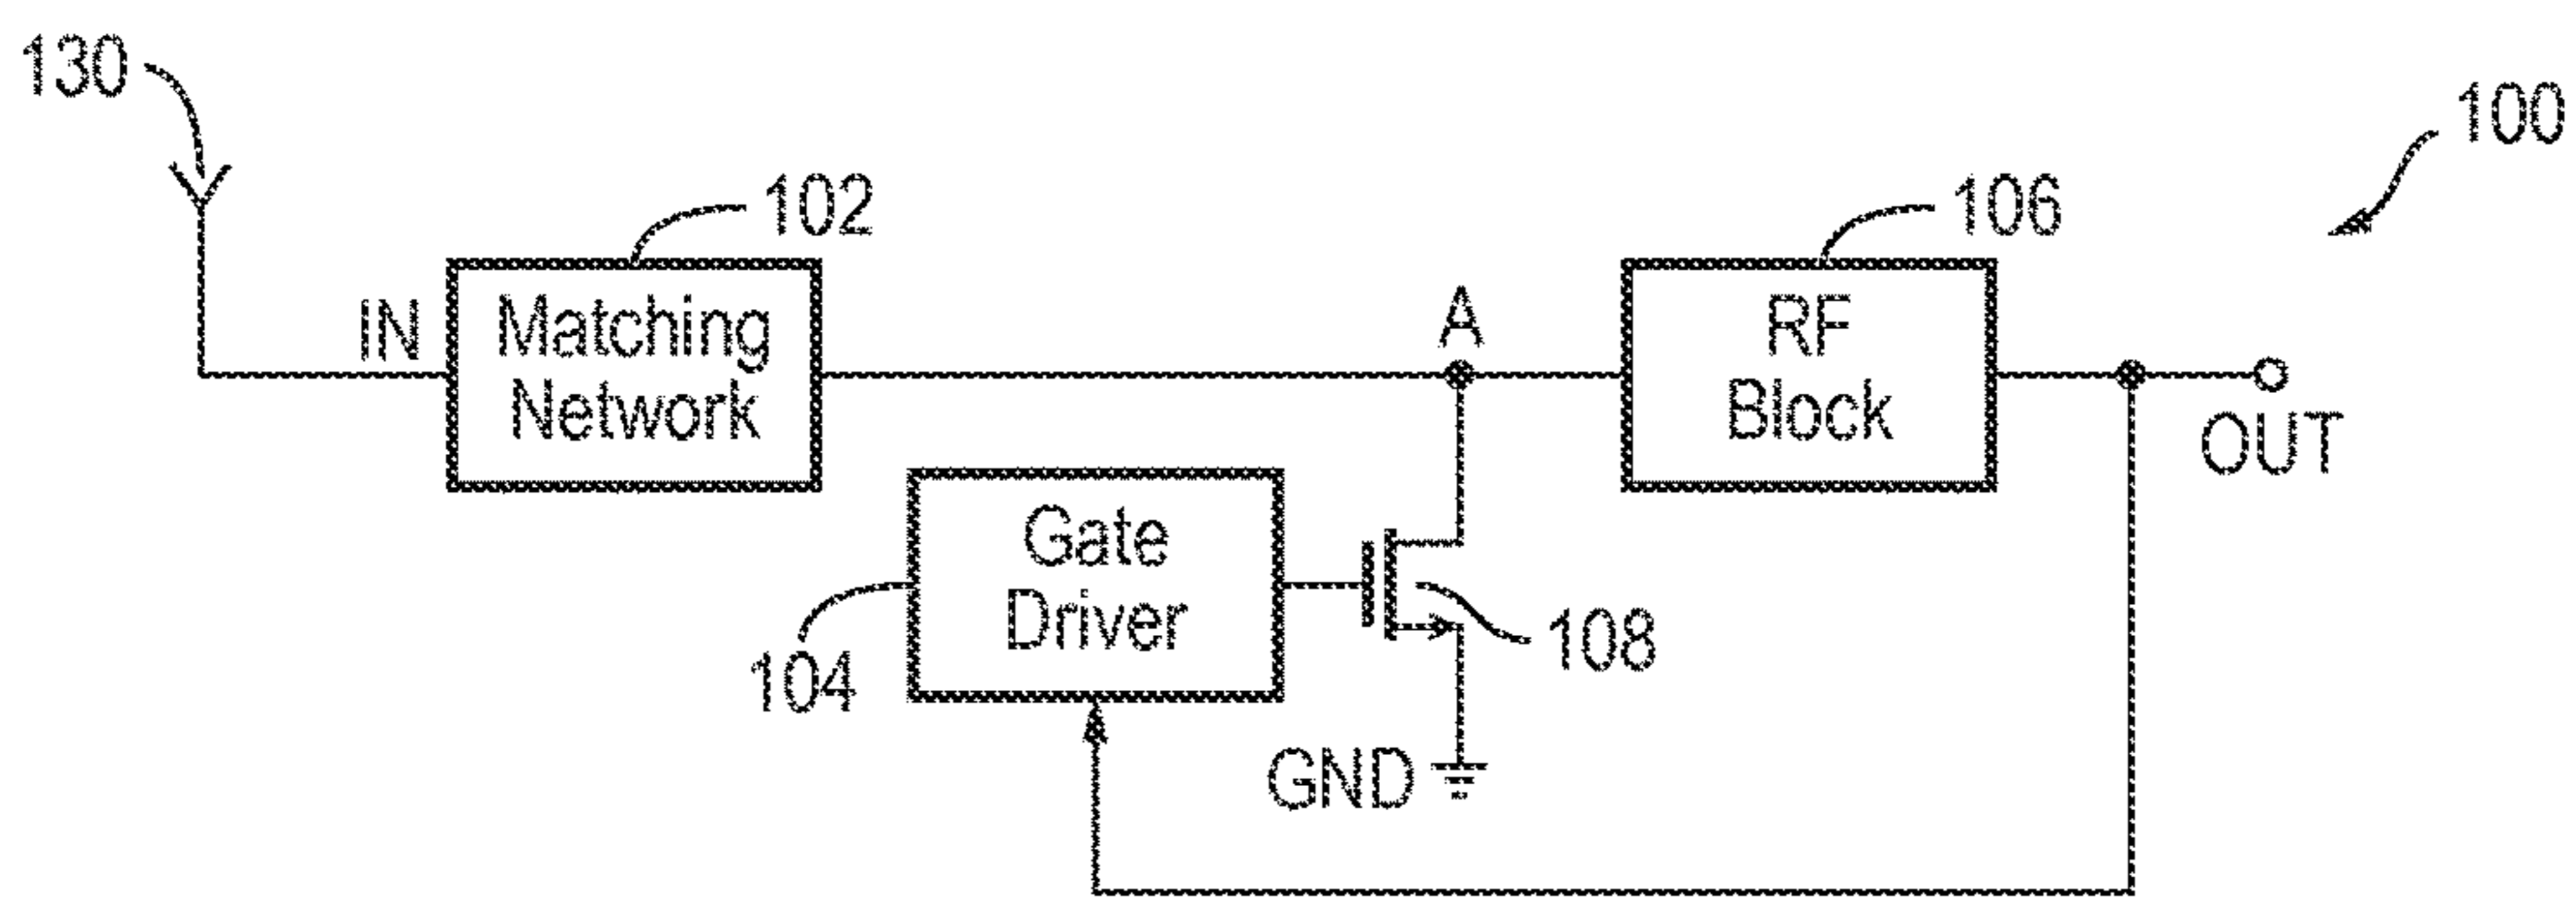 130
100
102
106
IN
Matching
Network
A
RF
Block
OUT
Gate
Driver
104
108
GND